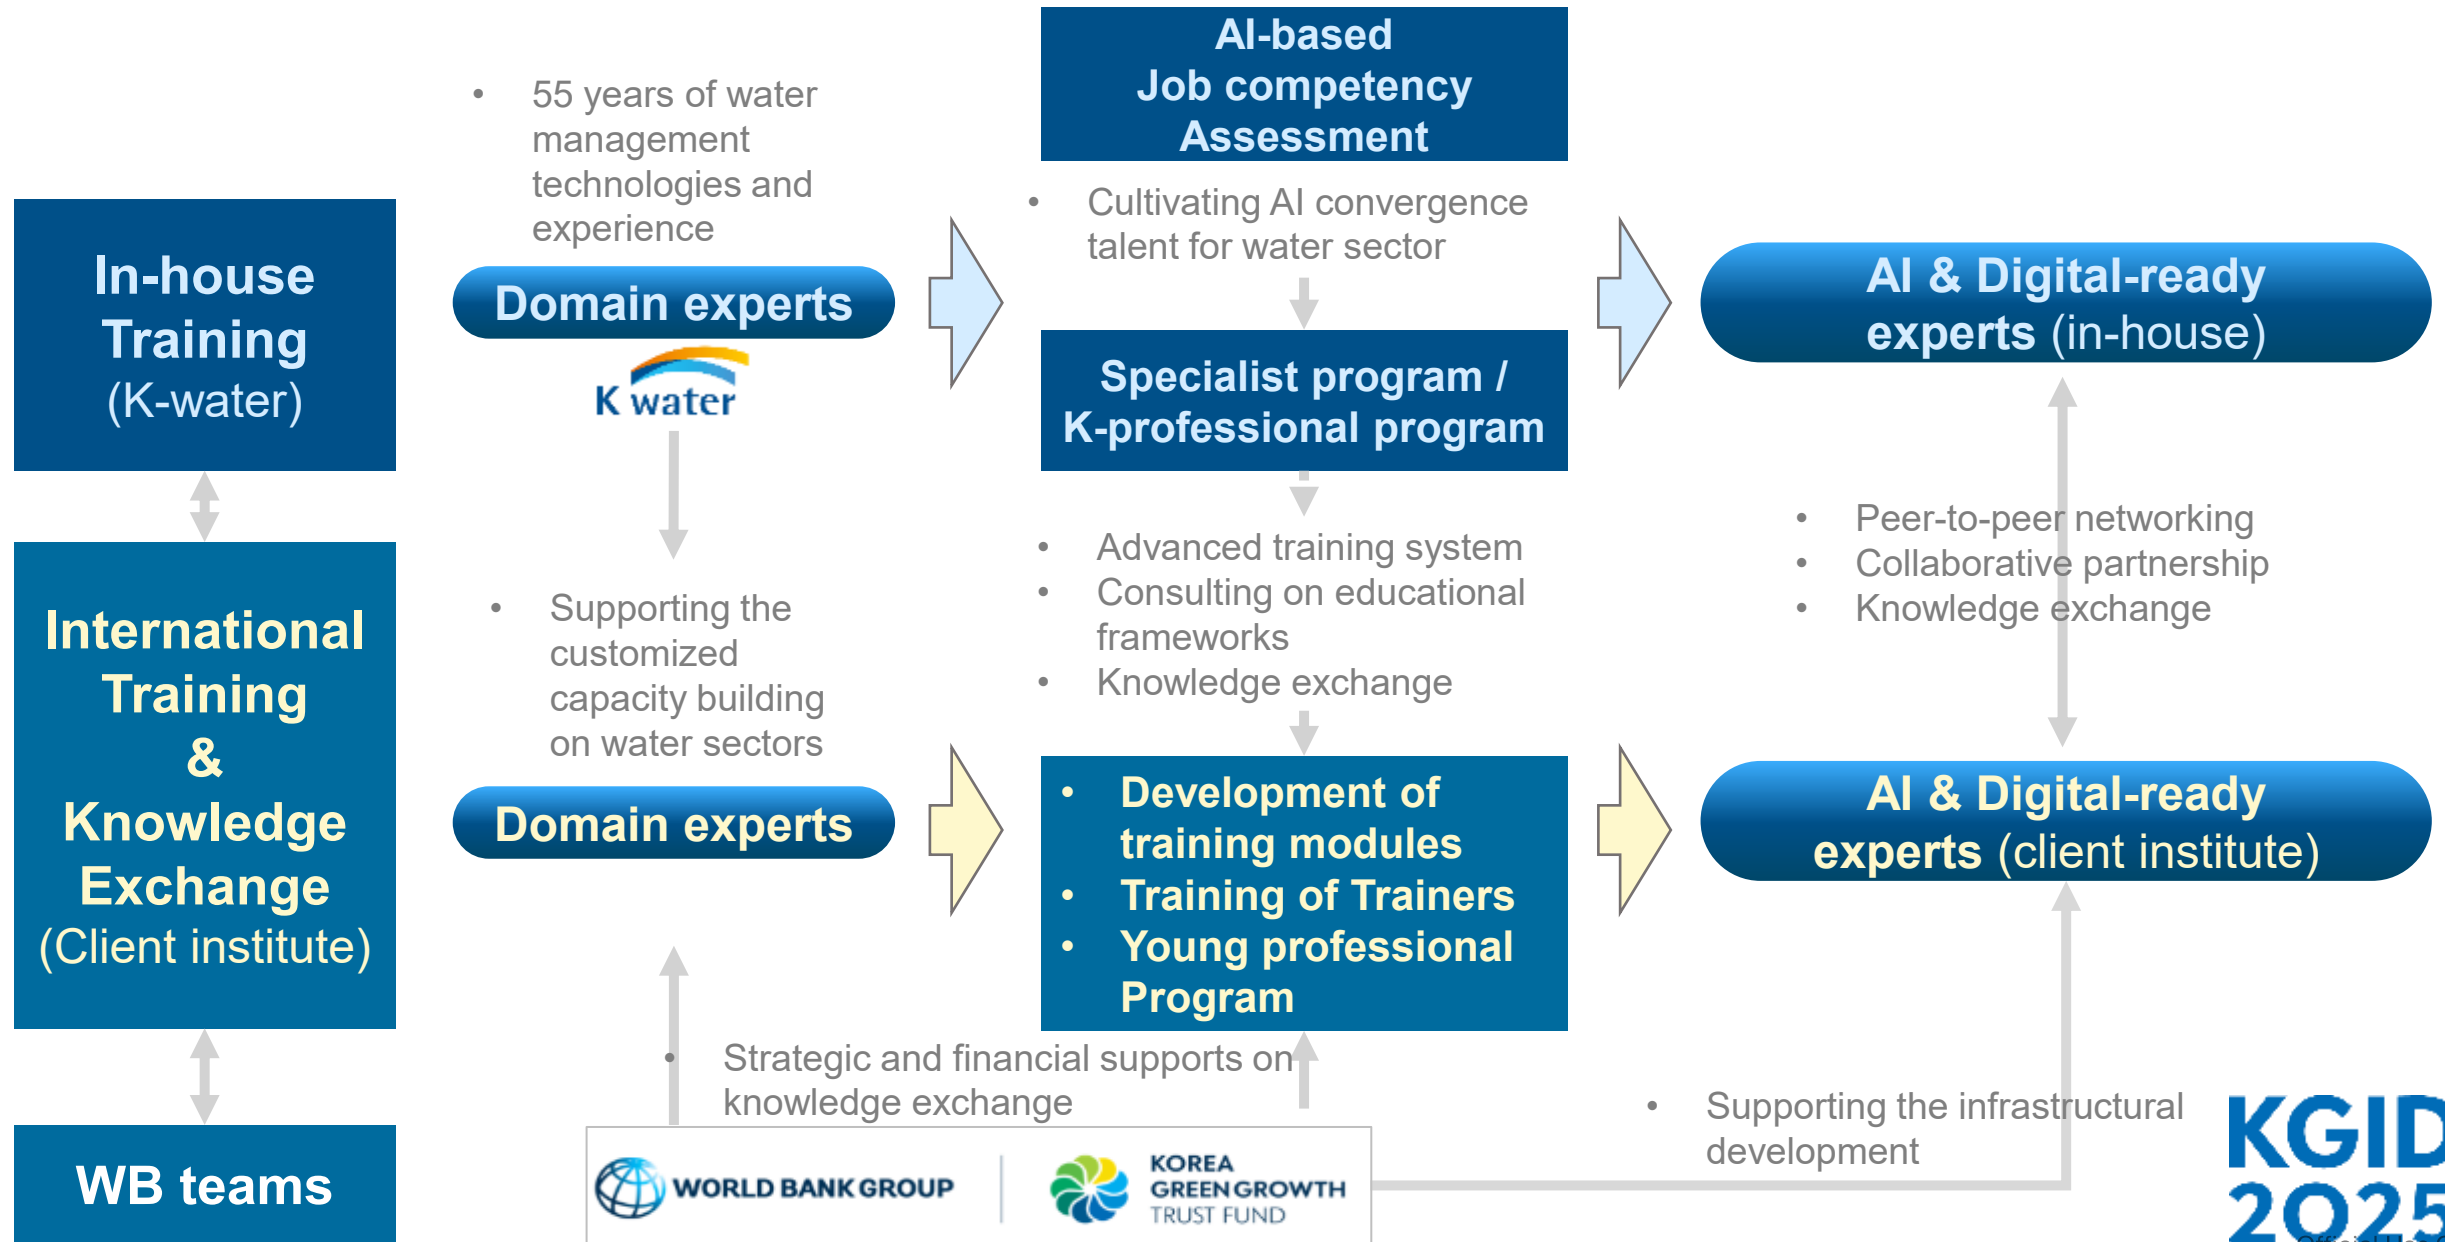 In-house
Training
(K-water)
International
Training
&
Knowledge
Exchange
(Client institute)
WB teams
• 55 years of water
management
technologies and
experience
Domain experts
K water
• Supporting the
customized
capacity building
on water sectors
Domain experts
AI-based
Job competency
Assessment
• Cultivating AI convergence
talent for water sector
Specialist program /
K-professional program
• Advanced training system
• Consulting on educational
frameworks
• Knowledge exchange
• Development of
training modules
• Training of Trainers
• Young professional
Program
AI & Digital-ready
experts (in-house)
• Peer-to-peer networking
• Collaborative partnership
• Knowledge exchange
AI & Digital-ready
experts (client institute)
• Strategic and financial supports on
knowledge exchange
• Supporting the infrastructural
development
WORLD BANK GROUP
KOREA
GREEN GROWTH
TRUST FUND
KGID
2025